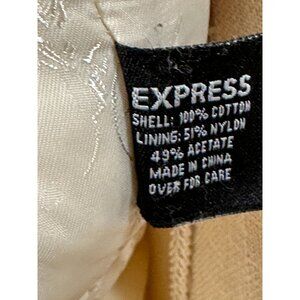 EXPRESS
SHELL: 100% COTTON
LINING: 51% NYLON
49% ACETATE
MADE IN CHINA
OVER FOR CARE